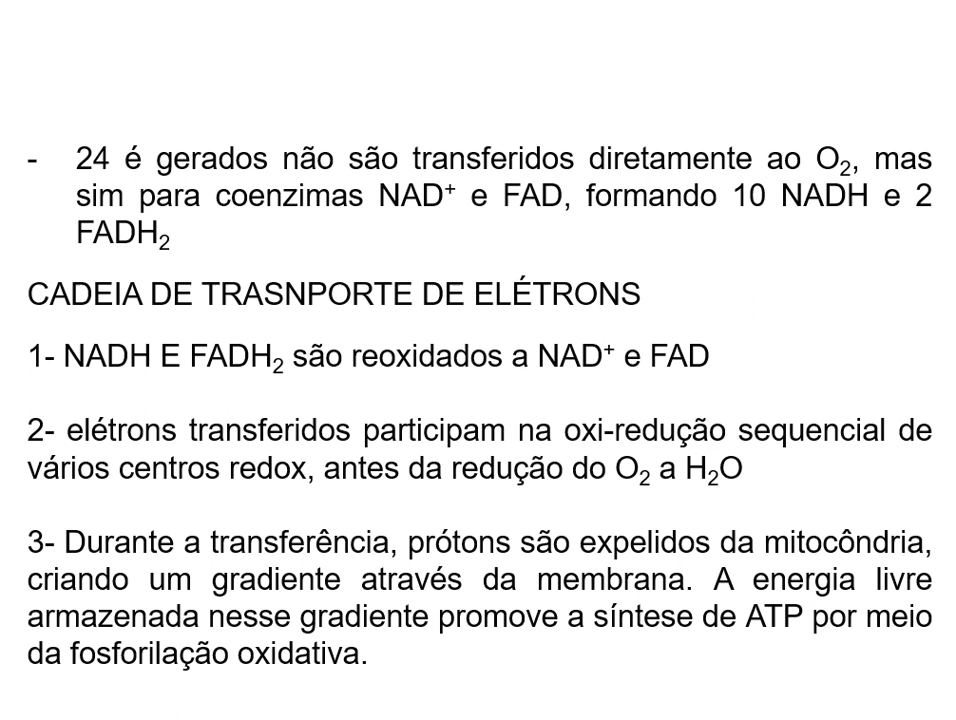 - 24 é gerados não são transferidos diretamente ao O₂, mas
sim para coenzimas NAD⁺ e FAD, formando 10 NADH e 2
FADH₂
CADEIA DE TRASNPORTE DE ELÉTRONS
1- NADH E FADH₂ são reoxidados a NAD⁺ e FAD
2- elétrons transferidos participam na oxi-redução sequencial de
vários centros redox, antes da redução do O₂ a H₂O
3- Durante a transferência, prótons são expelidos da mitocôndria,
criando um gradiente através da membrana. A energia livre
armazenada nesse gradiente promove a síntese de ATP por meio
da fosforilação oxidativa.